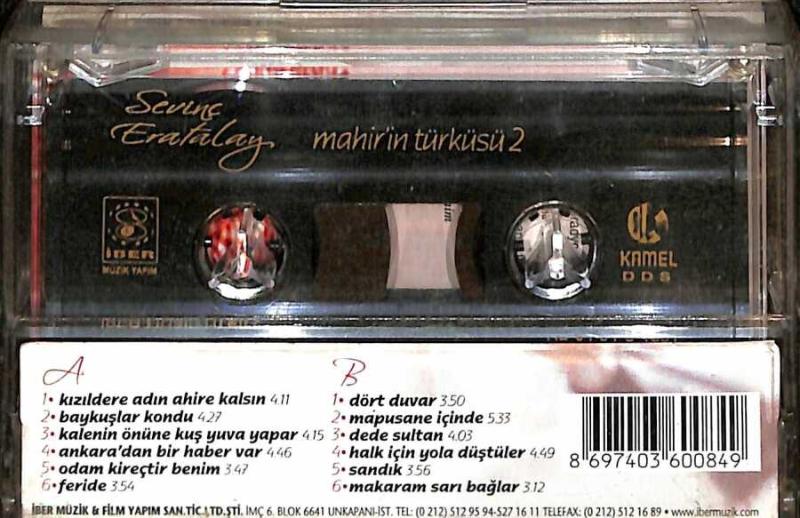 Sevinç
Eratalay
mahir'in türküsü 2
İBER
MÜZİK YAPIM
KAMEL
DDS
A
1• kızıldere adın ahire kalsın 4.11
2• baykuşlar kondu 4.27
3• kalenin önüne kuş yuva yapar 4.15
4• ankara'dan bir haber var 4.46
5• odam kireçtir benim 3.47
6• feride 3.54
B
1• dört duvar 3.50
2• mapusane içinde 5.33
3• dede sultan 4.03
4• halk için yola düştüler 4.49
5• sandık 3.56
6• makaram sarı bağlar 3.12
8 697403 600849
İBER MÜZİK & FİLM YAPIM SAN.TİC.LTD.ŞTİ. İMÇ 6. BLOK 6641 UNKAPANI-İST. TEL: (0 212) 512 95 94-527 16 11 TELEFAX: (0 212) 512 16 89 • www.ibermuzik.com